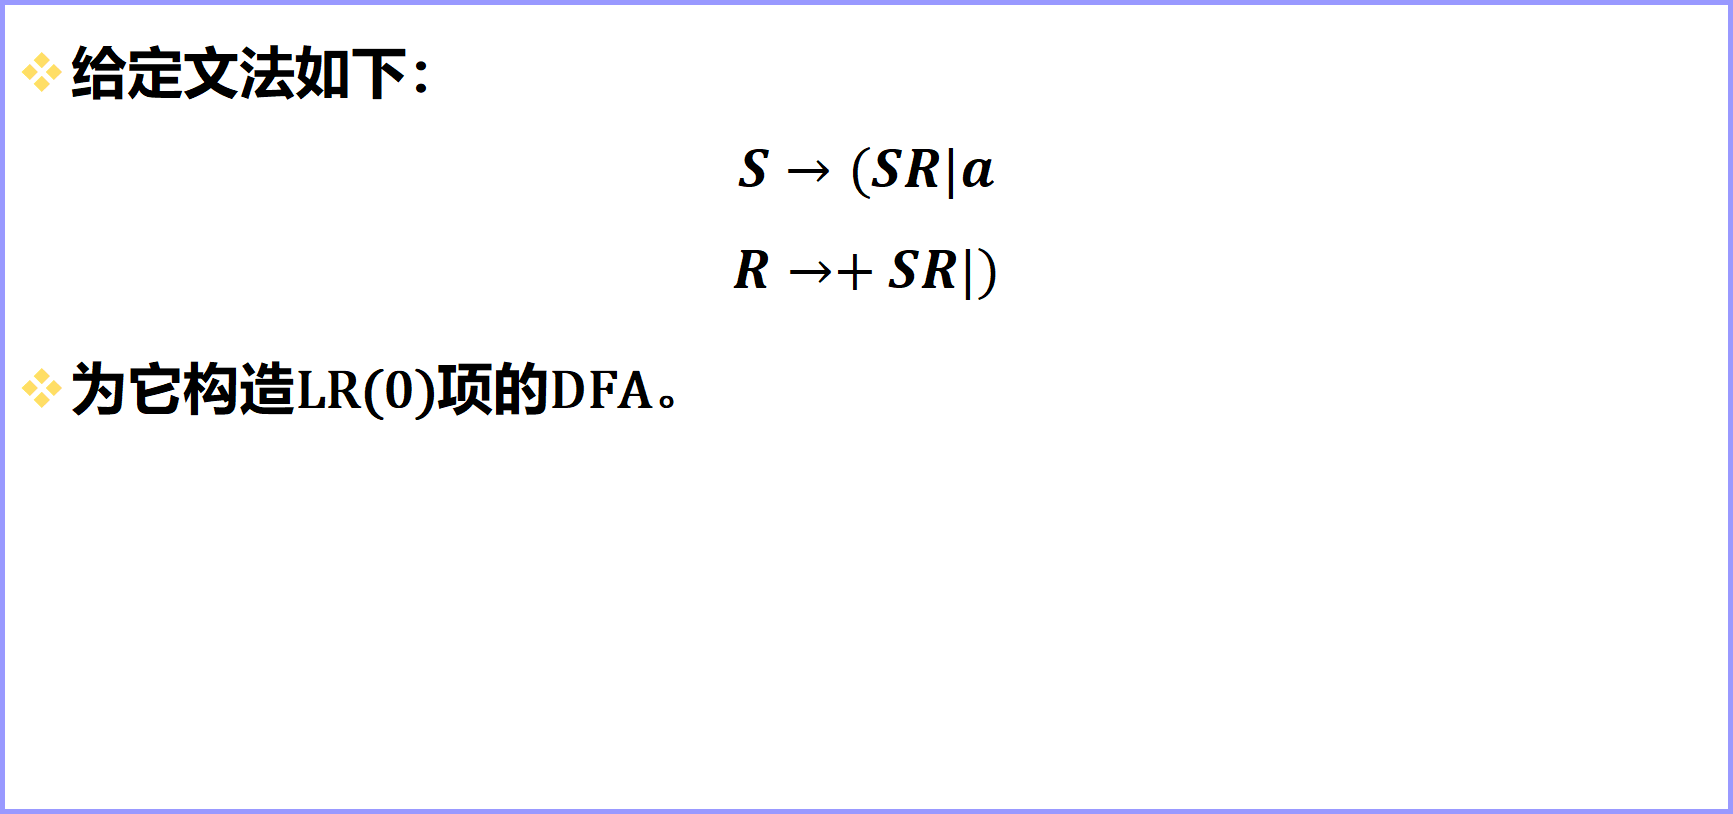 ❖给定文法如下：
S → (SR|a
R →+ SR|)
❖为它构造LR(0)项的DFA。